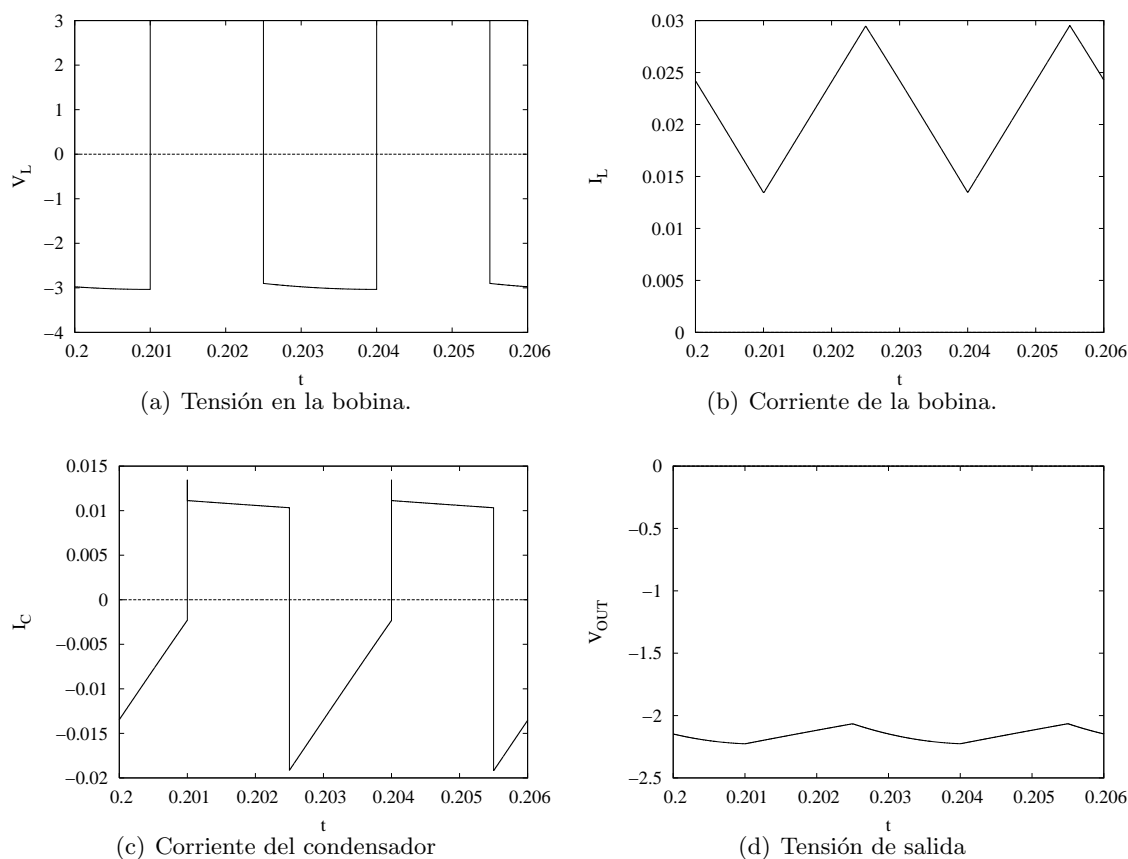 3
2
1
0
−1
−2
−3
−4
V_L
0.2 0.201 0.202 0.203 0.204 0.205 0.206
t
(a) Tensión en la bobina.
0.03
0.025
0.02
0.015
0.01
0.005
0
I_L
0.2 0.201 0.202 0.203 0.204 0.205 0.206
t
(b) Corriente de la bobina.
0.015
0.01
0.005
0
−0.005
−0.01
−0.015
−0.02
I_C
0.2 0.201 0.202 0.203 0.204 0.205 0.206
t
(c) Corriente del condensador
0
−0.5
−1
−1.5
−2
−2.5
V_OUT
0.2 0.201 0.202 0.203 0.204 0.205 0.206
t
(d) Tensión de salida